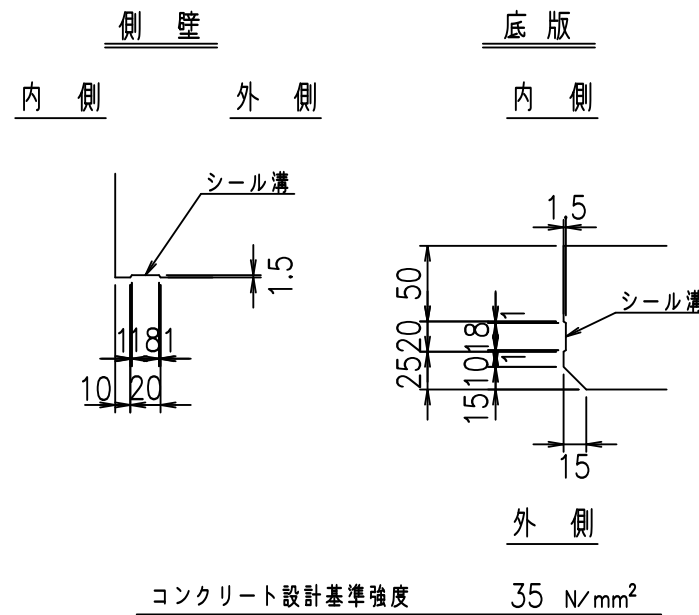 側 壁
底 版
内 側
外 側
内 側
シール溝
1.5
1 18 1
10 20
1.5
50
20
25
1
18
1
10
15
シール溝
15
外 側
コンクリート設計基準強度 35 N/mm²